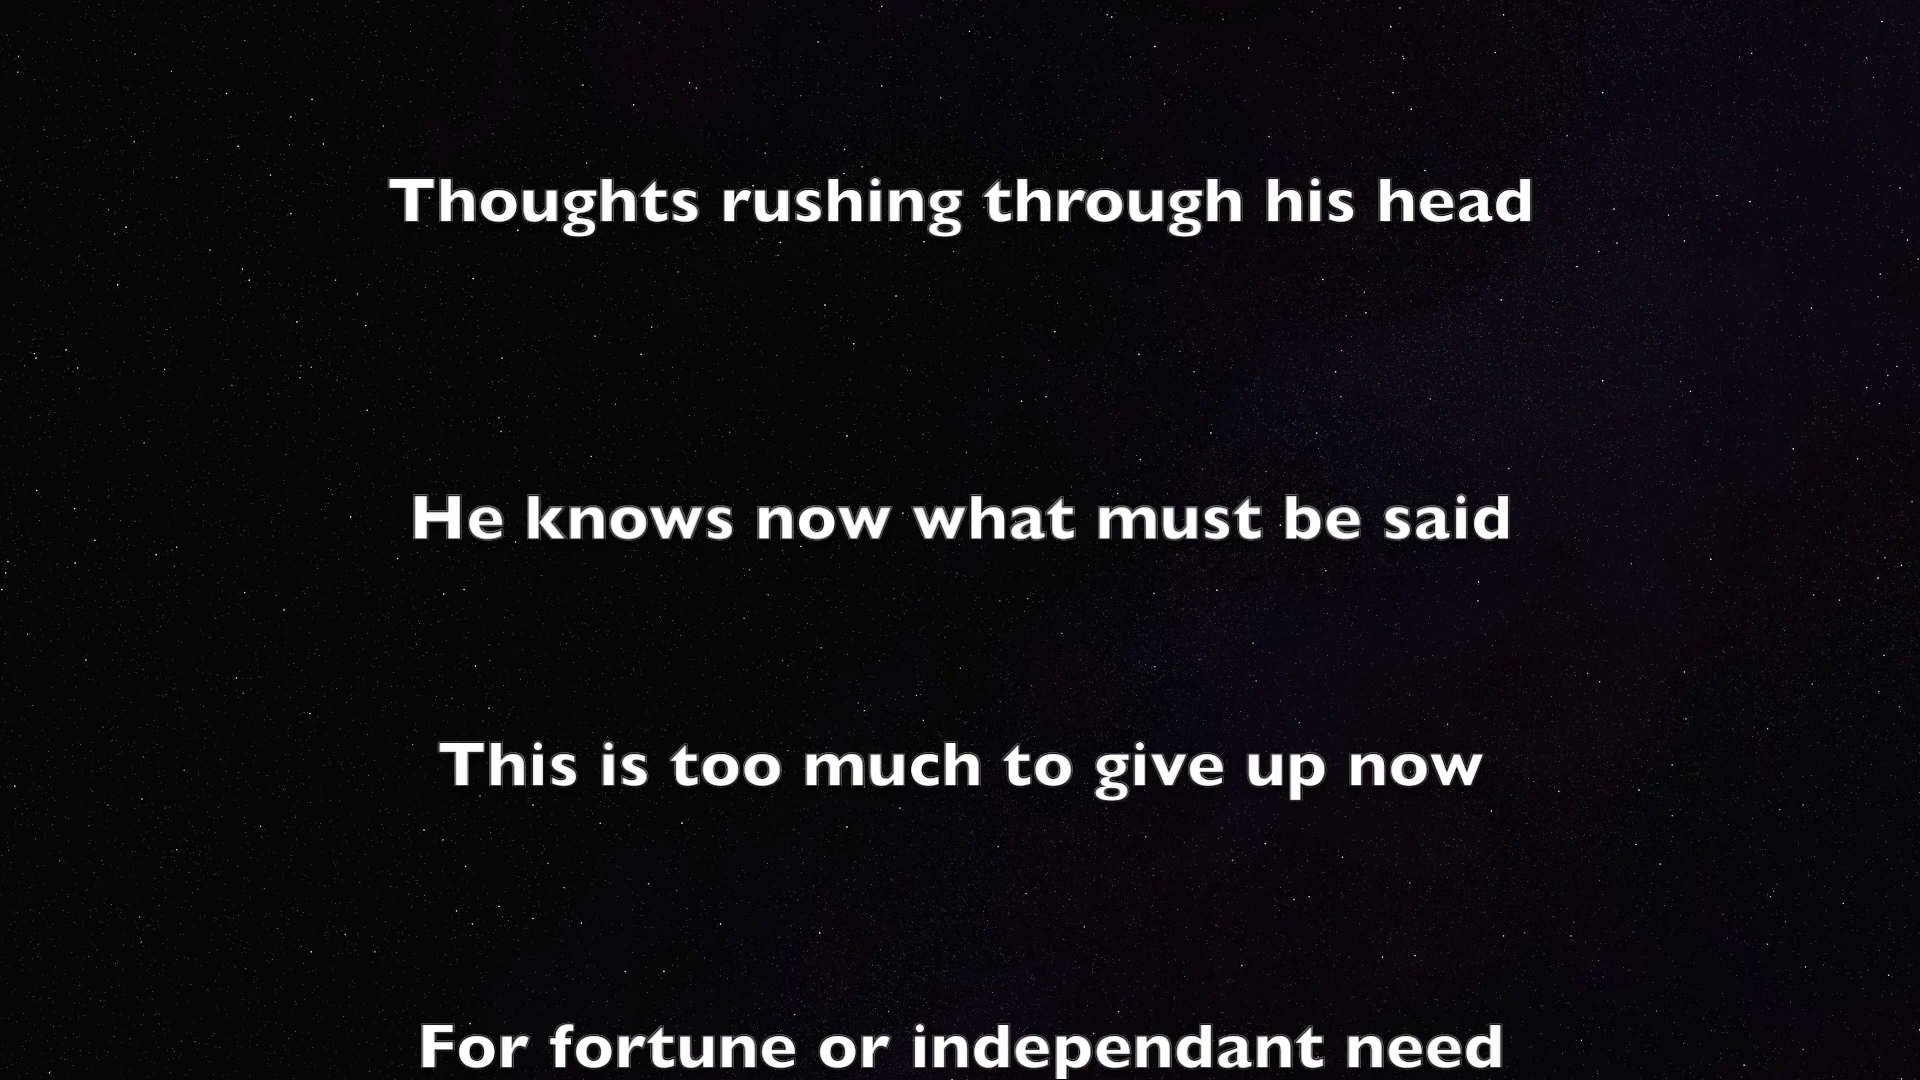 Thoughts rushing through his head
He knows now what must be said
This is too much to give up now
For fortune or independant need